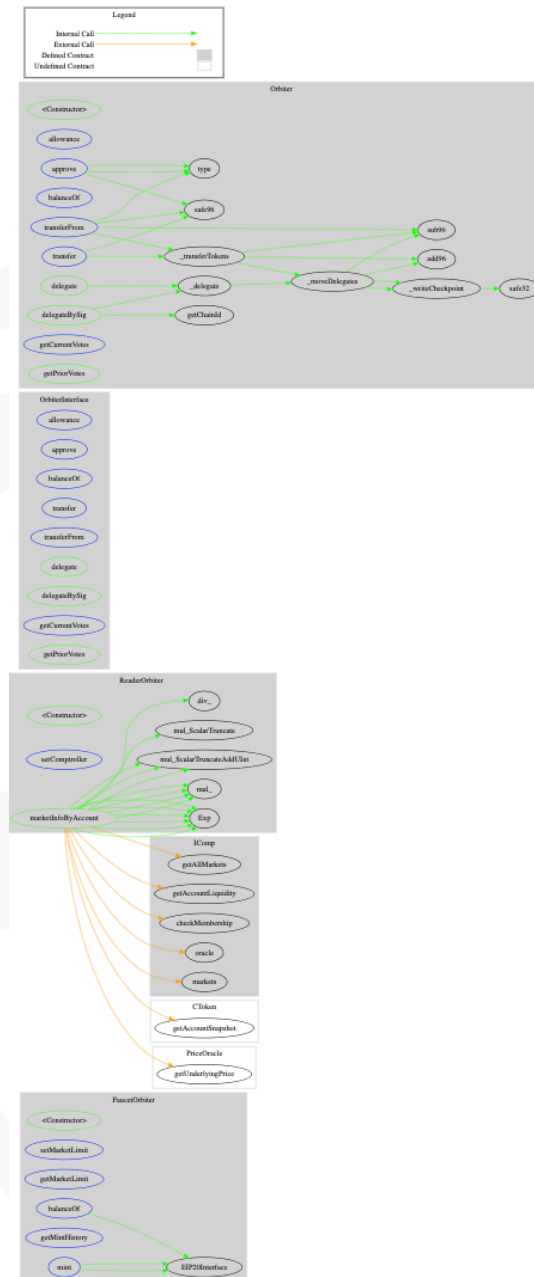 Legend
Internal Call
External Call
Defined Contract
Undefined Contract
Orbiter
<Constructor>
allowance
approve
type
balanceOf
safe96
transferFrom
sub96
transfer
_transferTokens
add96
delegate
_delegate
_moveDelegates
_writeCheckpoint
safe32
delegateBySig
getChainId
getCurrentVotes
getPriorVotes
OrbiterInterface
allowance
approve
balanceOf
transfer
transferFrom
delegate
delegateBySig
getCurrentVotes
getPriorVotes
ReaderOrbiter
div_
<Constructor>
mul_ScalarTruncate
setComptroller
mul_ScalarTruncateAddUInt
mul_
marketInfoByAccount
Exp
IComp
getAllMarkets
getAccountLiquidity
checkMembership
oracle
markets
CToken
getAccountSnapshot
PriceOracle
getUnderlyingPrice
FaucetOrbiter
<Constructor>
setMarketLimit
getMarketLimit
balanceOf
getMintHistory
mint
EIP20Interface